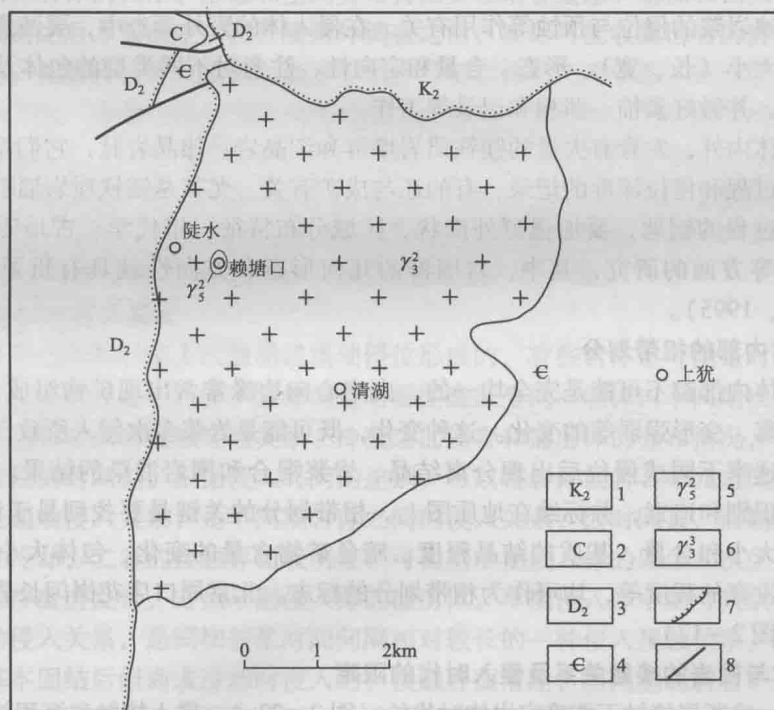 C
D₂
Є
D₂
K₂
陡水
赖塘口
γ₅²
γ₃²
D₂
清湖
Є
上犹
K₂ 1
γ₅² 5
C 2
γ₃³ 6
D₂ 3
7
Є 4
8
0 1 2km